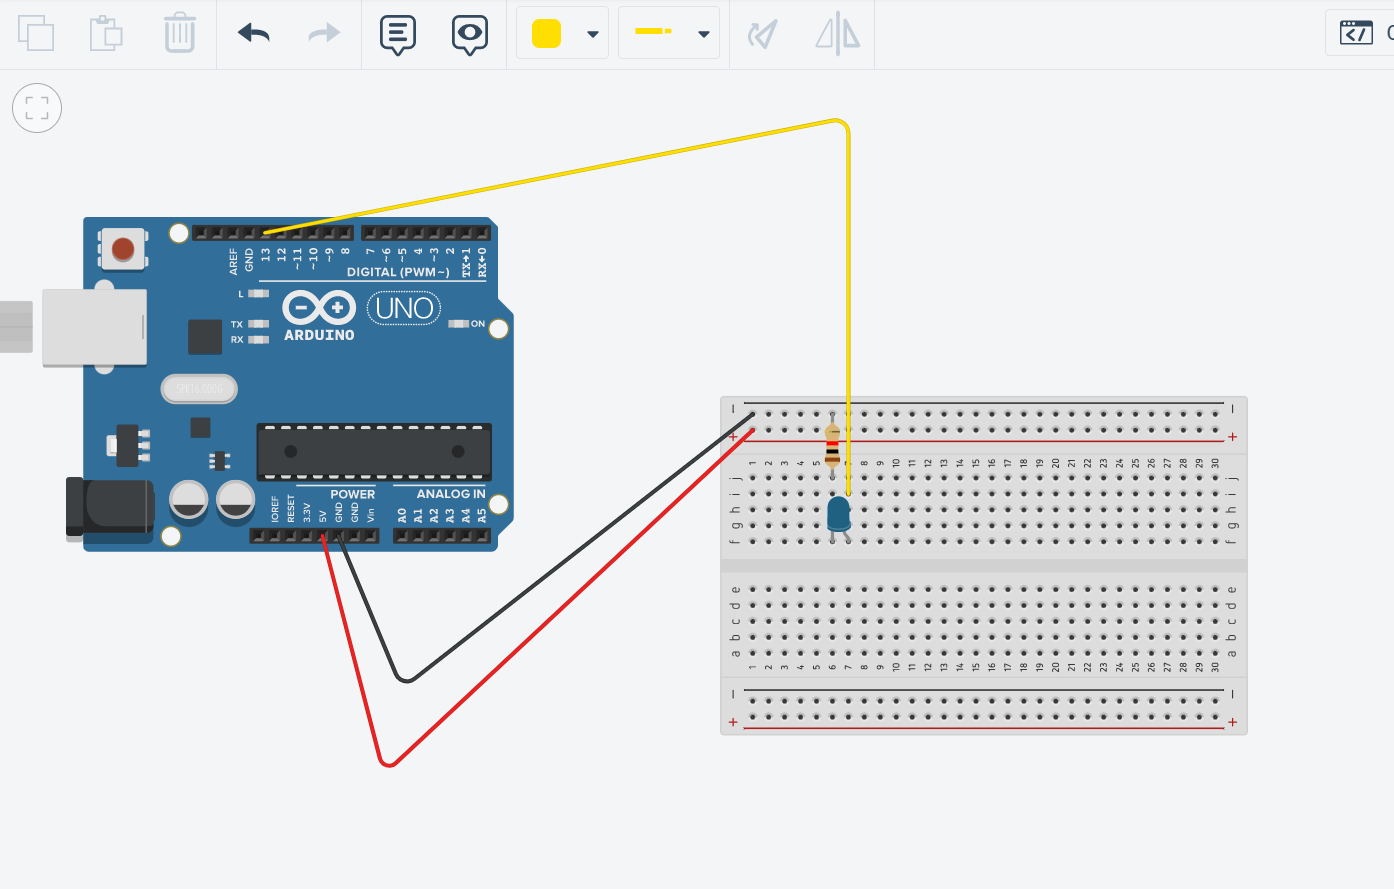 AREF
GND
13
12
~11
~10
~9
8
7
~6
~5
4
~3
2
TX→1
RX←0
DIGITAL (PWM~)
L
TX
RX
UNO
ARDUINO
ON
IOREF
RESET
3.3V
5V
GND
GND
Vin
POWER
ANALOG IN
A0
A1
A2
A3
A4
A5
− −
+ +
1 2 3 4 5 8 9 10 11 12 13 14 15 16 17 18 19 20 21 22 23 24 25 26 27 28 29 30
j j
i i
h h
g g
f f
e e
d d
c c
b b
a a
1 2 3 4 5 6 7 8 9 10 11 12 13 14 15 16 17 18 19 20 21 22 23 24 25 26 27 28 29 30
− −
+ +